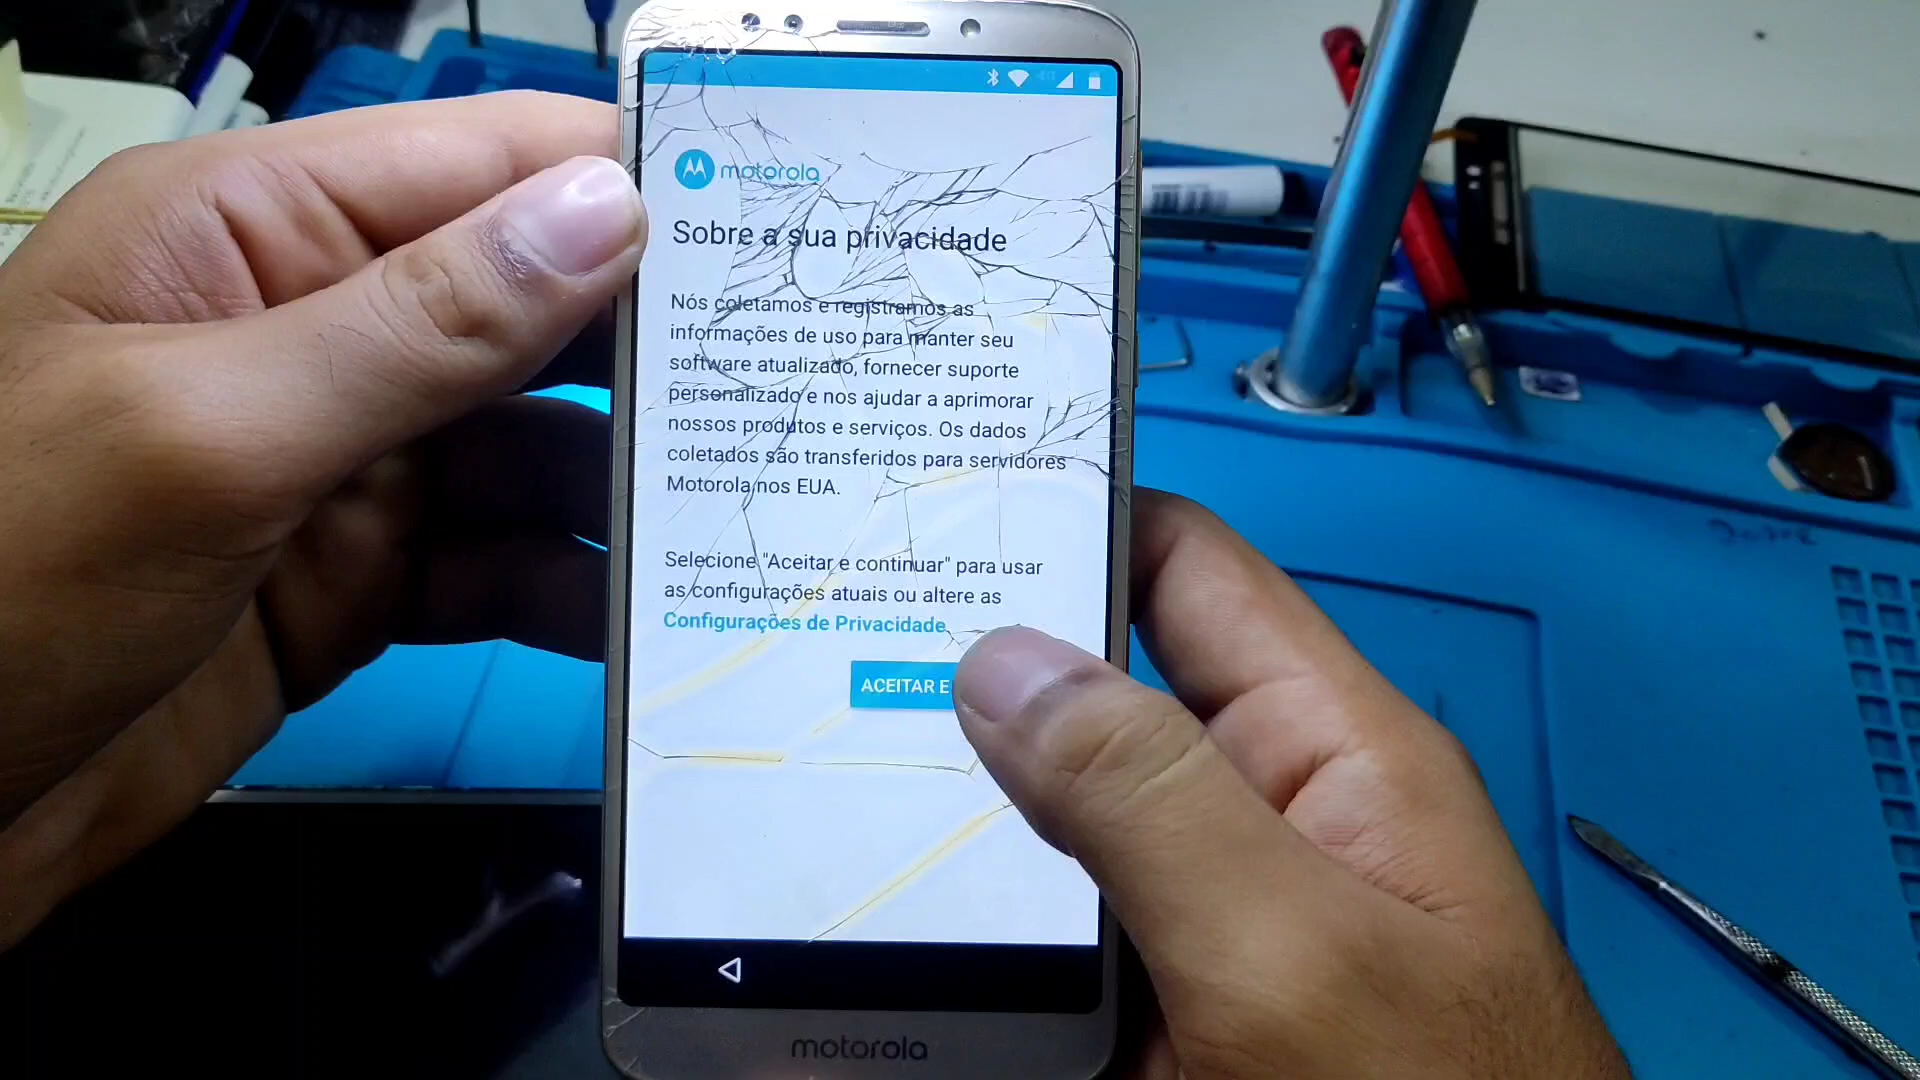 motorola
Sobre a sua privacidade
Nós coletamos e registramos as
informações de uso para manter seu
software atualizado, fornecer suporte
personalizado e nos ajudar a aprimorar
nossos produtos e serviços. Os dados
coletados são transferidos para servidores
Motorola nos EUA.
Selecione "Aceitar e continuar" para usar
as configurações atuais ou altere as
Configurações de Privacidade
ACEITAR E
motorola